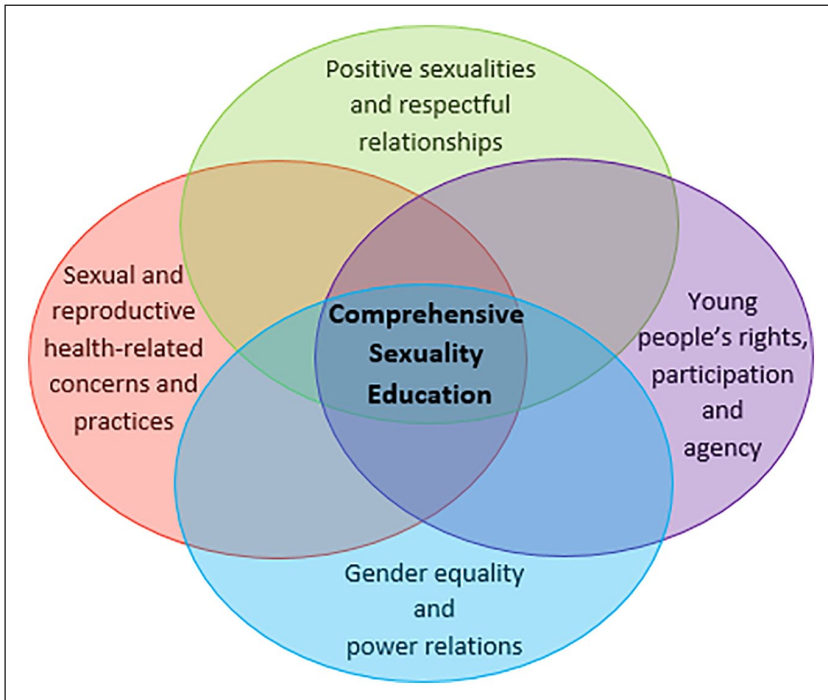 Positive sexualities
and respectful
relationships
Sexual and
reproductive
health-related
concerns and
practices
Comprehensive
Sexuality
Education
Young
people’s rights,
participation
and
agency
Gender equality
and
power relations